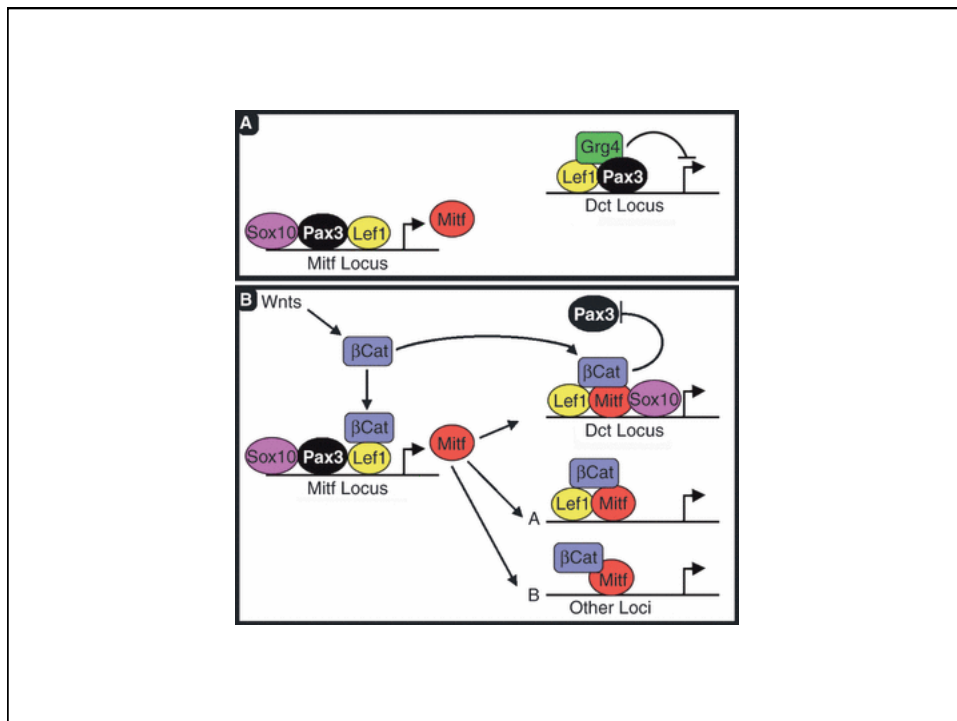 A
Grg4
Lef1 Pax3
Dct Locus
Sox10 Pax3 Lef1 Mitf
Mitf Locus
B Wnts
Pax3
βCat
βCat
Lef1 Mitf Sox10
Dct Locus
βCat
Sox10 Pax3 Lef1 Mitf
Mitf Locus
βCat
Lef1 Mitf
A
βCat
Mitf
B
Other Loci